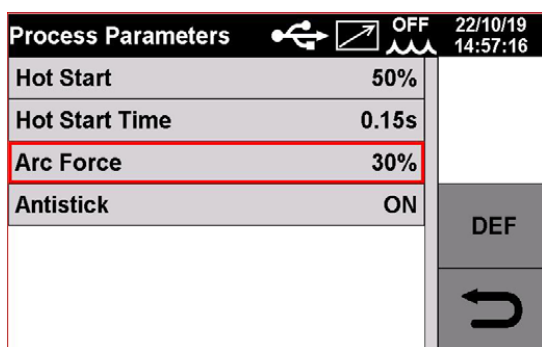 Process Parameters OFF 22/10/19
14:57:16
Hot Start 50%
Hot Start Time 0.15s
Arc Force 30%
Antistick ON
DEF